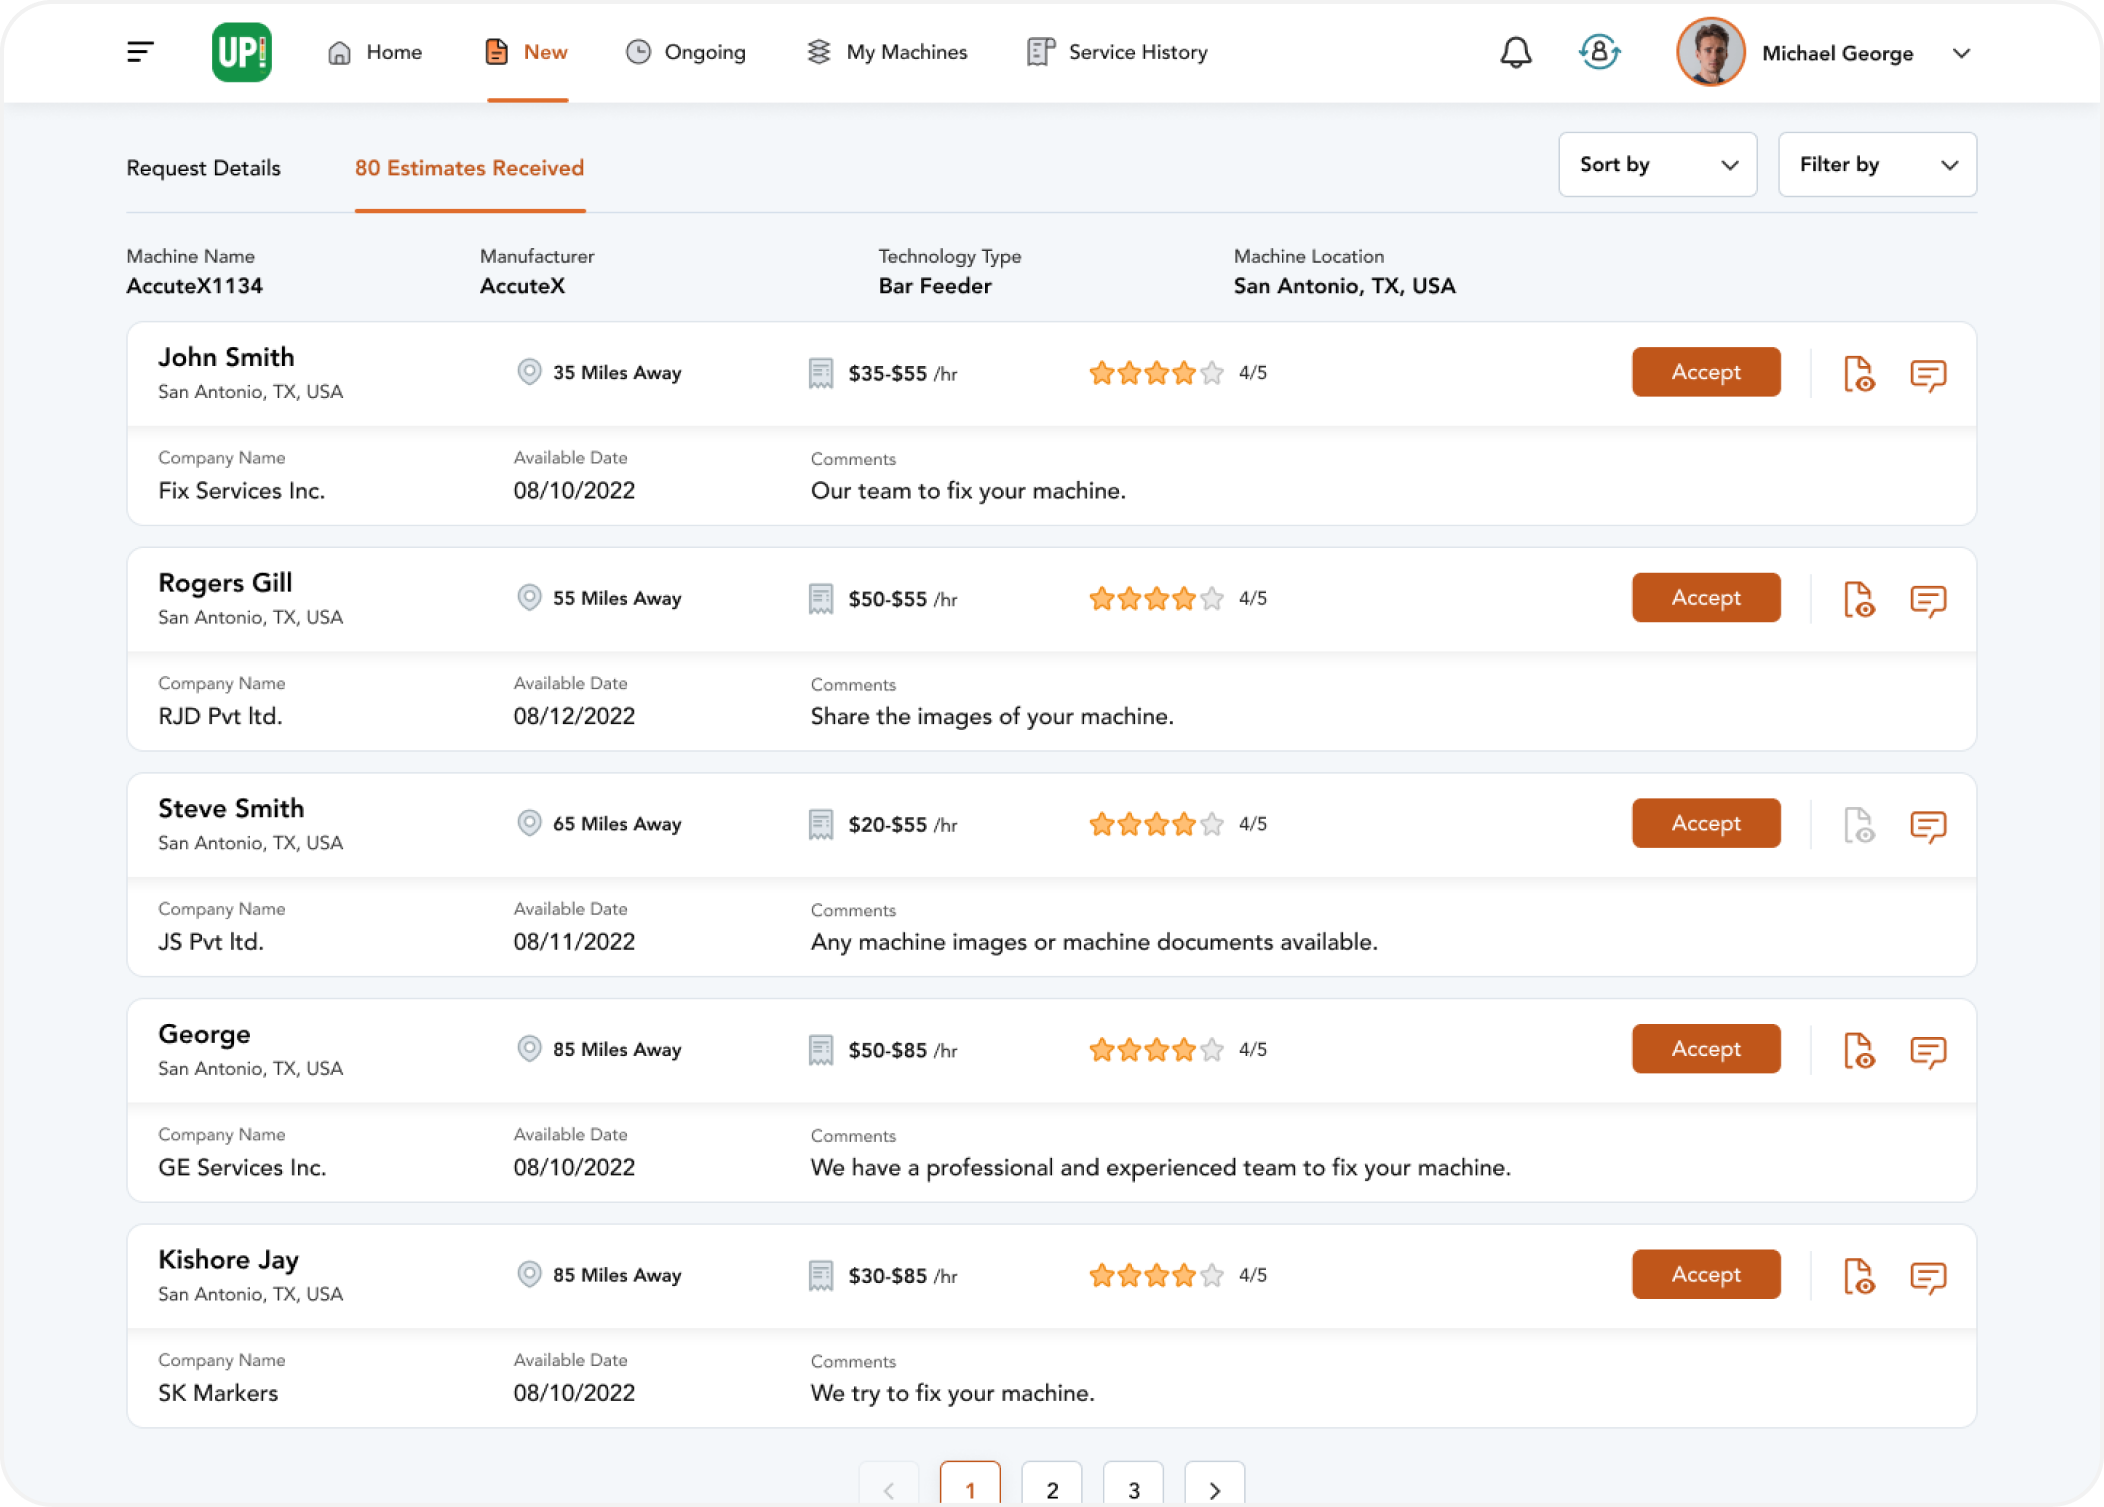 UP! Home New Ongoing My Machines Service History 8 Michael George
Request Details 80 Estimates Received Sort by Filter by
Machine Name Manufacturer Technology Type Machine Location
AccuteX1134 AccuteX Bar Feeder San Antonio, TX, USA
John Smith
San Antonio, TX, USA
35 Miles Away $35-$55 /hr 4/5 Accept
Company Name Available Date Comments
Fix Services Inc. 08/10/2022 Our team to fix your machine.
Rogers Gill
San Antonio, TX, USA
55 Miles Away $50-$55 /hr 4/5 Accept
Company Name Available Date Comments
RJD Pvt ltd. 08/12/2022 Share the images of your machine.
Steve Smith
San Antonio, TX, USA
65 Miles Away $20-$55 /hr 4/5 Accept
Company Name Available Date Comments
JS Pvt ltd. 08/11/2022 Any machine images or machine documents available.
George
San Antonio, TX, USA
85 Miles Away $50-$85 /hr 4/5 Accept
Company Name Available Date Comments
GE Services Inc. 08/10/2022 We have a professional and experienced team to fix your machine.
Kishore Jay
San Antonio, TX, USA
85 Miles Away $30-$85 /hr 4/5 Accept
Company Name Available Date Comments
SK Markers 08/10/2022 We try to fix your machine.
1 2 3